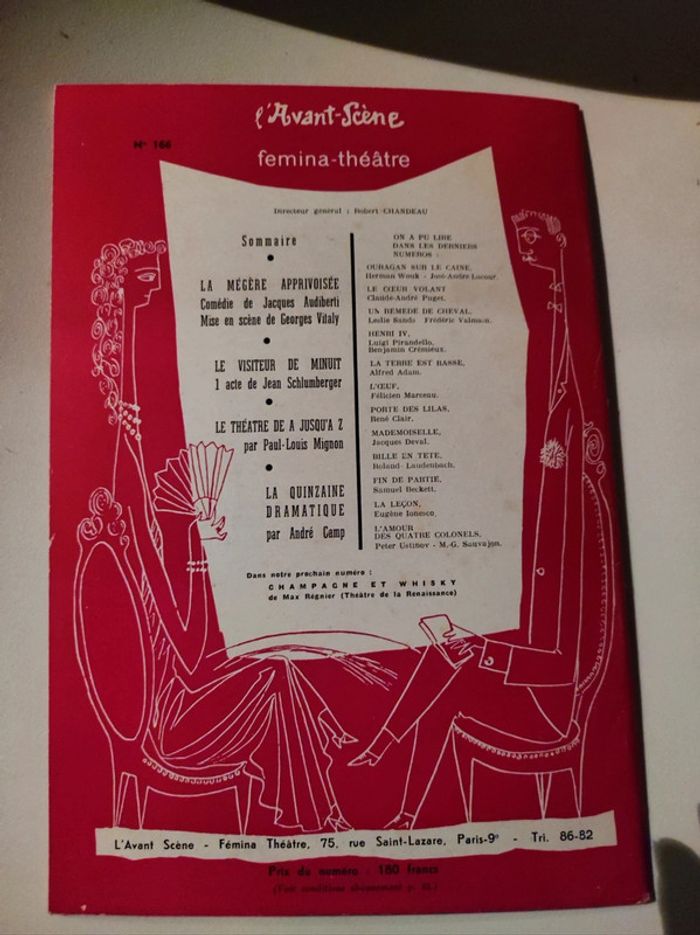 l'Avant-Scène
N° 166
femina-théâtre
Directeur général : Robert CHANDEAU
Sommaire
LA MÉGÈRE APPRIVOISÉE
Comédie de Jacques Audiberti
Mise en scène de Georges Vitaly
LE VISITEUR DE MINUIT
1 acte de Jean Schlumberger
LE THÉATRE DE A JUSQU'A Z
par Paul-Louis Mignon
LA QUINZAINE
DRAMATIQUE
par André Camp
ON A PU LIRE
DANS LES DERNIERS
NUMEROS :
OURAGAN SUR LE CAINE,
Herman Wouk - José-André Lacour.
LE CŒUR VOLANT
Claude-André Puget.
UN REMEDE DE CHEVAL,
Leslie Sands Frédéric Valmain.
HENRI IV,
Luigi Pirandello,
Benjamin Crémieux.
LA TERRE EST BASSE,
Alfred Adam.
L'ŒUF,
Félicien Marceau.
PORTE DES LILAS,
René Clair.
MADEMOISELLE,
Jacques Deval.
BILLE EN TETE,
Roland Laudenbach.
FIN DE PARTIE,
Samuel Beckett.
LA LEÇON,
Eugène Ionesco,
L'AMOUR
DES QUATRE COLONELS,
Peter Ustinov - M.-G. Sauvajon.
Dans notre prochain numéro :
CHAMPAGNE ET WHISKY
de Max Régnier (Théâtre de la Renaissance)
L'Avant Scène - Fémina Théâtre, 75, rue Saint-Lazare, Paris-9e - Tri. 86-82
Prix du numéro : 180 francs
(Voir conditions abonnement p.